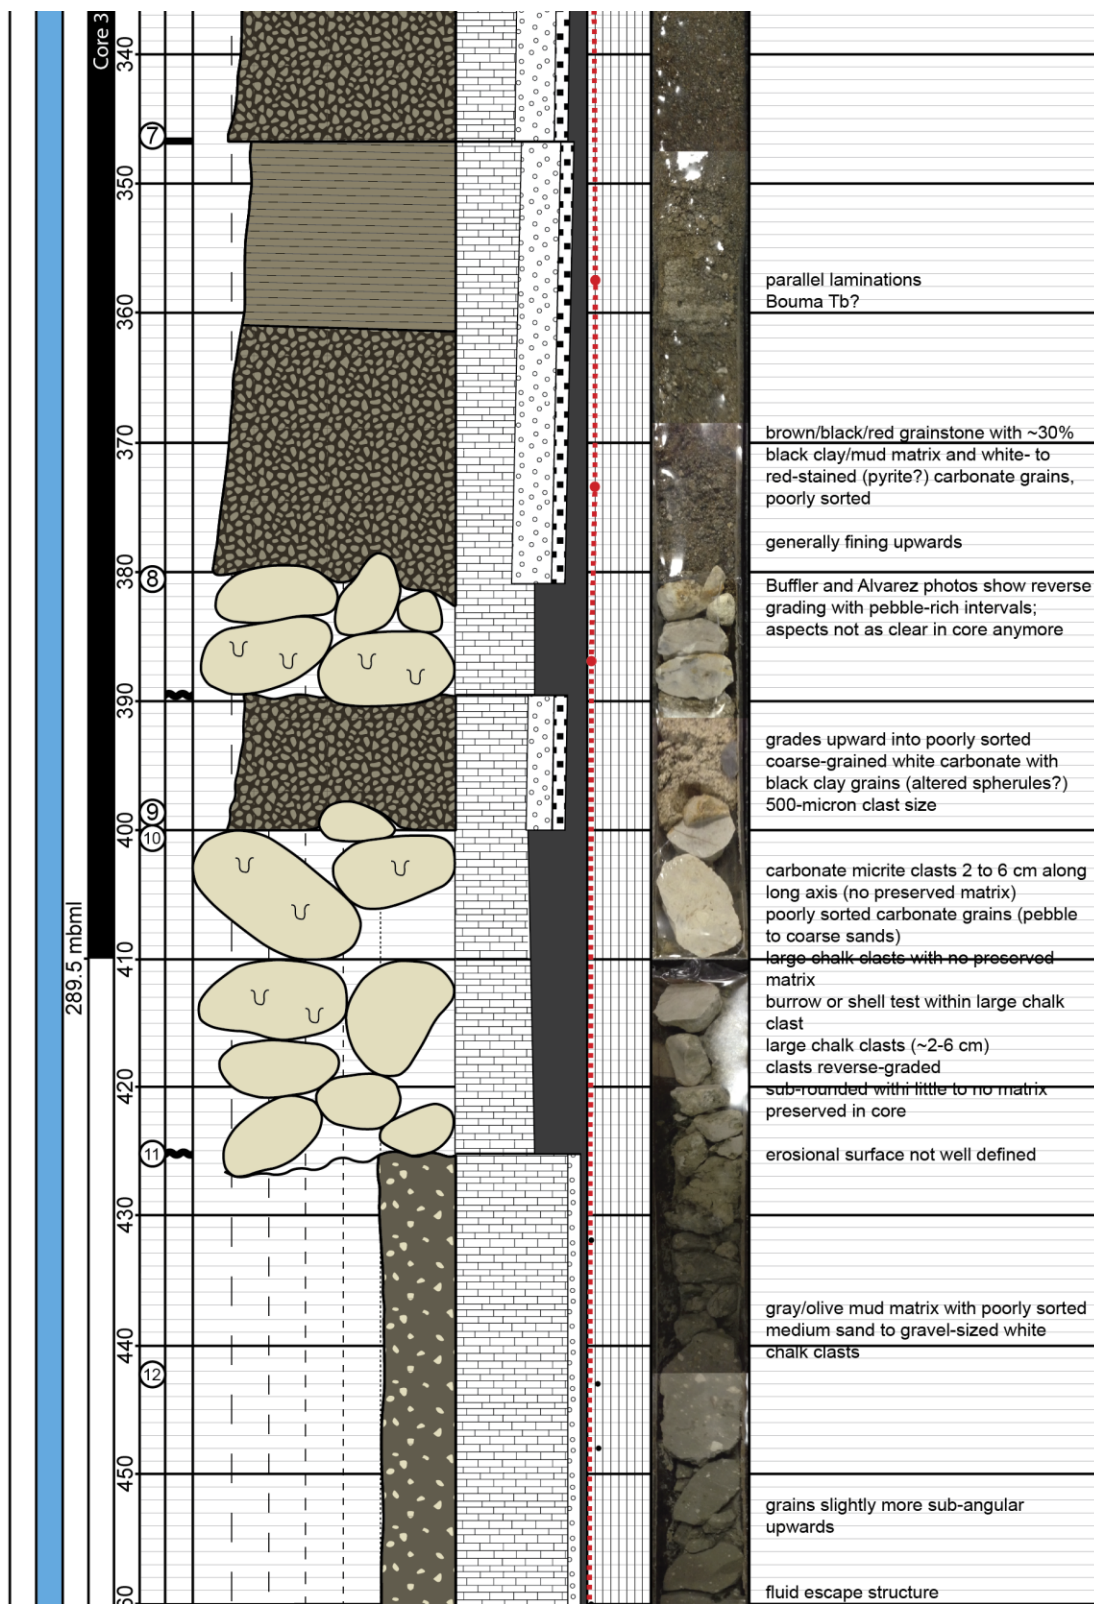 Core 3
340
7
350
parallel laminations
Bouma Tb?
360
370
brown/black/red grainstone with ~30%
black clay/mud matrix and white- to
red-stained (pyrite?) carbonate grains,
poorly sorted
generally fining upwards
380
8
Buffler and Alvarez photos show reverse
grading with pebble-rich intervals;
aspects not as clear in core anymore
390
grades upward into poorly sorted
coarse-grained white carbonate with
black clay grains (altered spherules?)
500-micron clast size
9
400
10
carbonate micrite clasts 2 to 6 cm along
long axis (no preserved matrix)
poorly sorted carbonate grains (pebble
to coarse sands)
410
289.5 mbml
large chalk clasts with no preserved
matrix
burrow or shell test within large chalk
clast
large chalk clasts (~2-6 cm)
clasts reverse-graded
420
sub-rounded withi little to no matrix
preserved in core
11
erosional surface not well defined
430
gray/olive mud matrix with poorly sorted
medium sand to gravel-sized white
chalk clasts
440
12
450
grains slightly more sub-angular
upwards
fluid escape structure